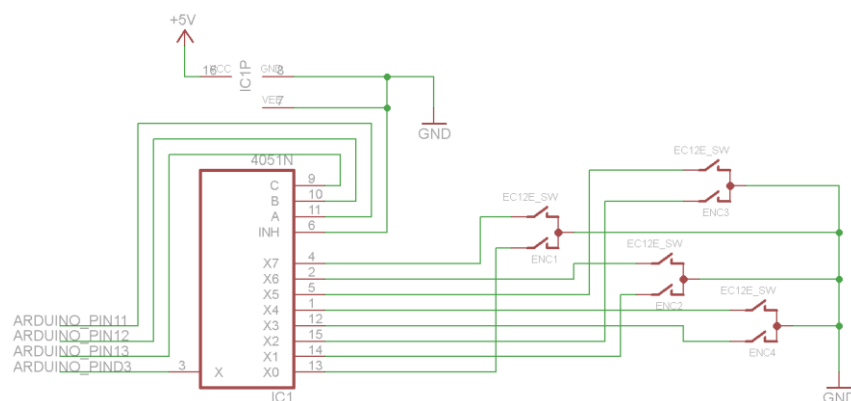 +5V
16
VCC
IC1P
GND
8
VEE
7
GND
4051N
C
9
B
10
A
11
INH
6
X7
4
X6
2
X5
5
X4
1
X3
12
X2
15
X1
14
X0
13
X
3
IC1
ARDUINO_PIN11
ARDUINO_PIN12
ARDUINO_PIN13
ARDUINO_PIND3
EC12E_SW
ENC1
EC12E_SW
ENC3
EC12E_SW
ENC2
EC12E_SW
ENC4
GND